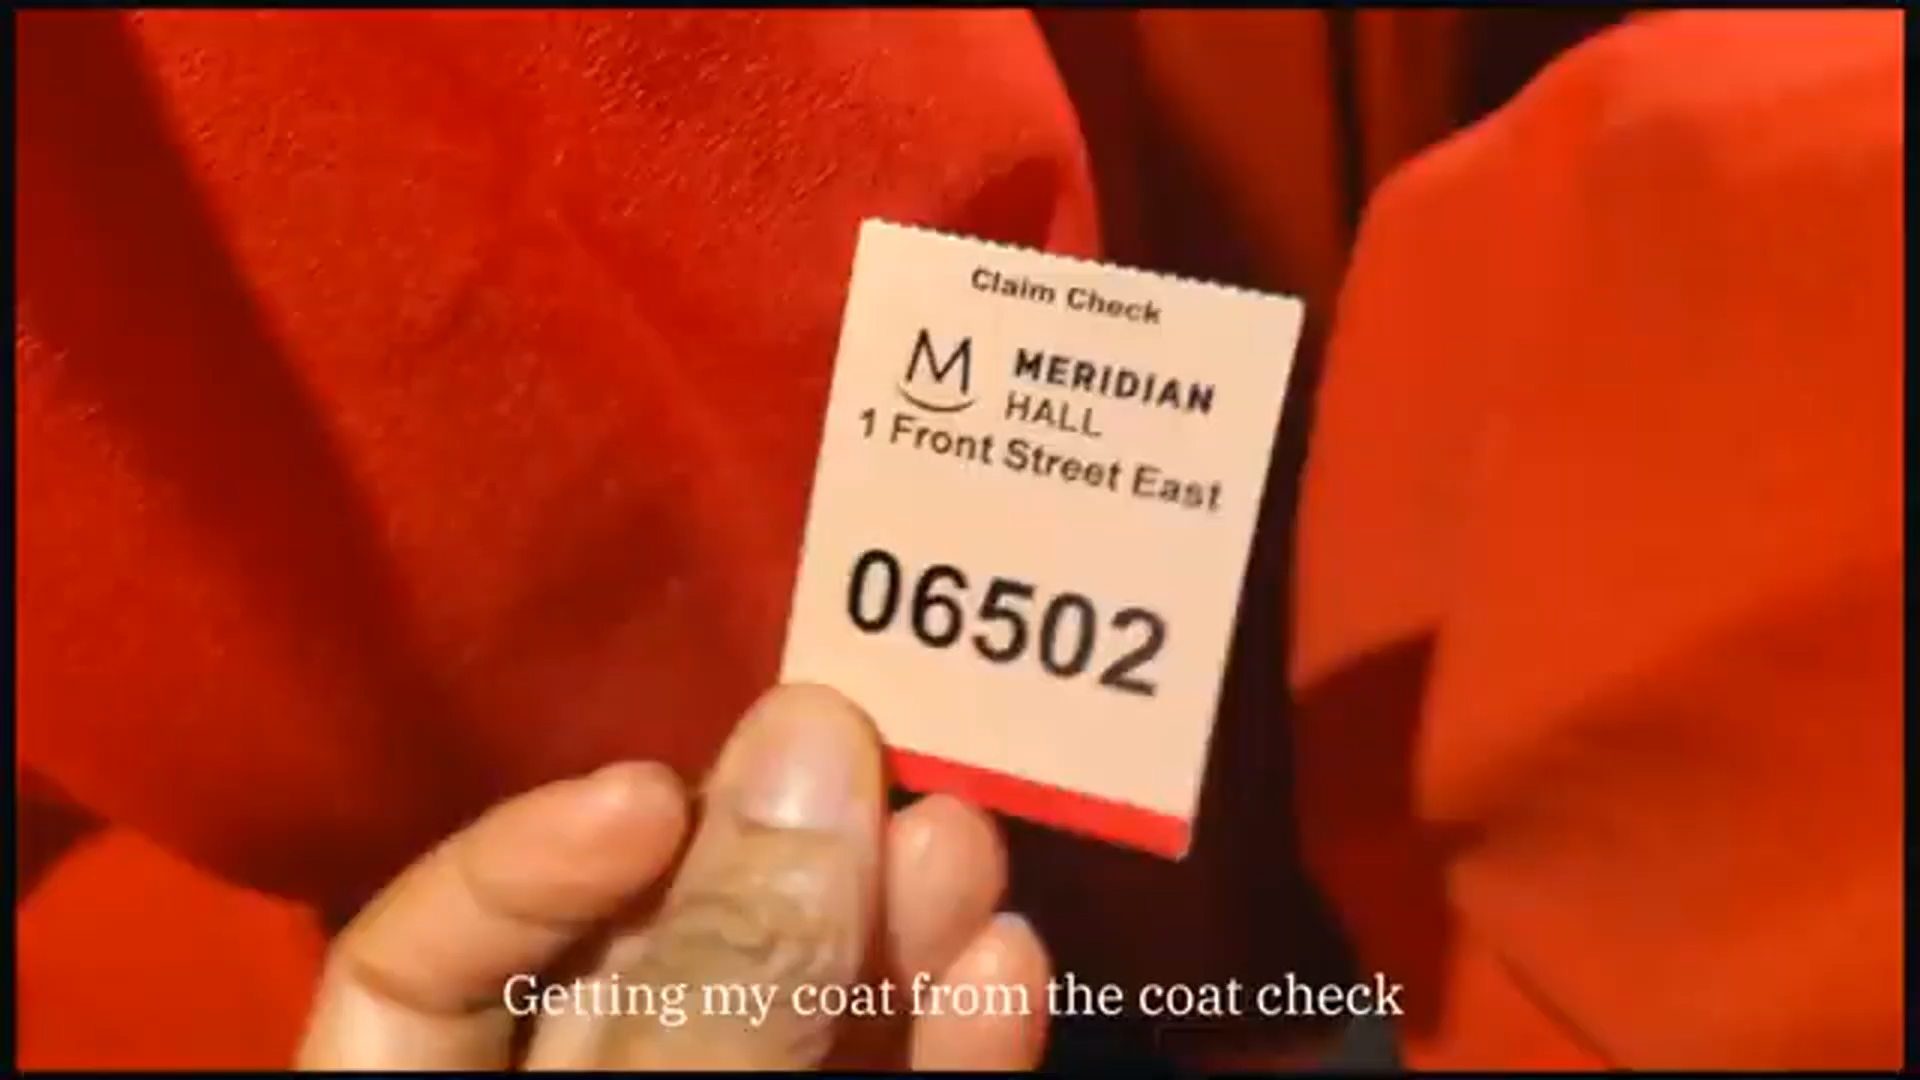 Claim Check
M MERIDIAN
HALL
1 Front Street East
06502
Getting my coat from the coat check